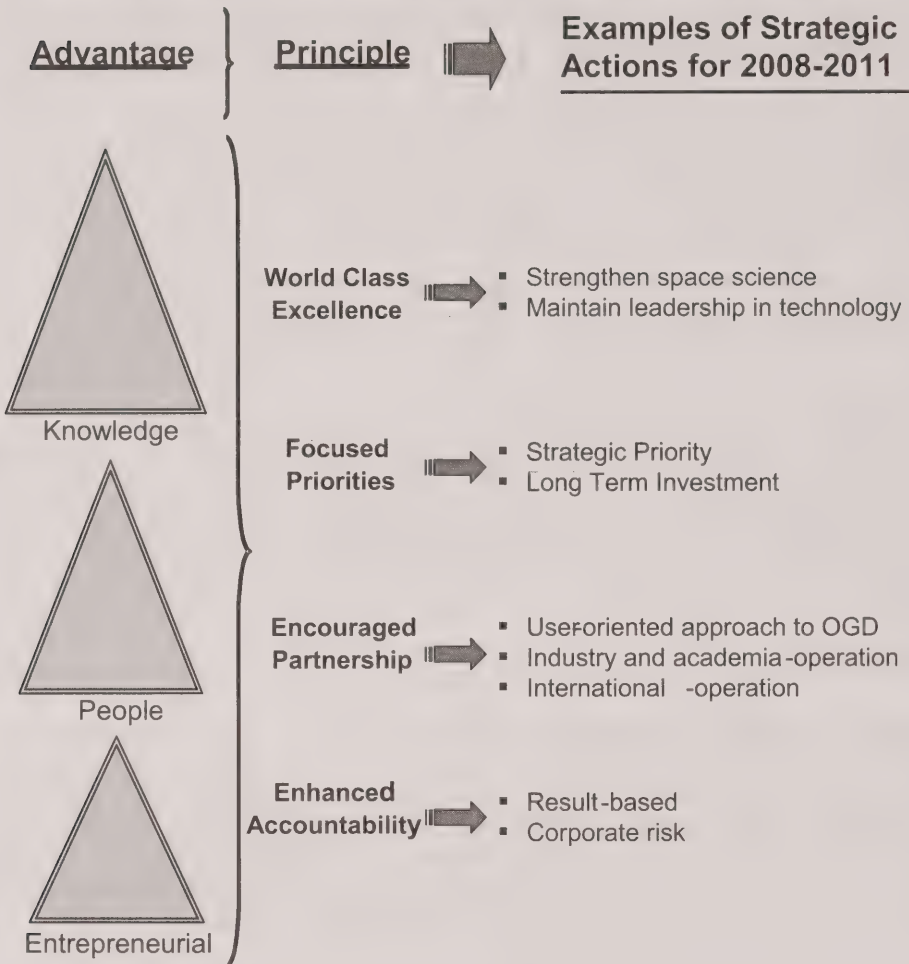 Advantage
Principle
Examples of Strategic
Actions for 2008-2011
Knowledge
People
Entrepreneurial
World Class
Excellence
▪ Strengthen space science
▪ Maintain leadership in technology
Focused
Priorities
▪ Strategic Priority
▪ Long Term Investment
Encouraged
Partnership
▪ User-oriented approach to OGD
▪ Industry and academia-operation
▪ International -operation
Enhanced
Accountability
▪ Result-based
▪ Corporate risk